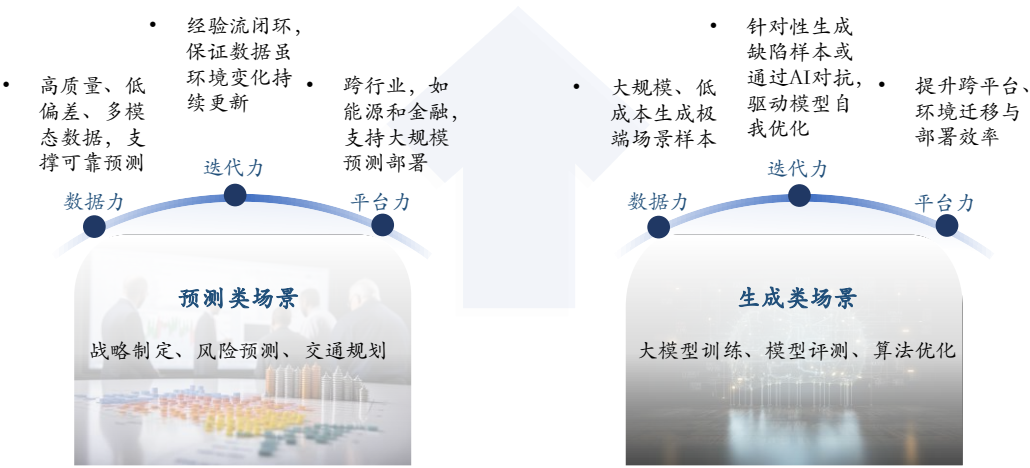 • 高质量、低
偏差、多模
态数据，支
撑可靠预测
• 经验流闭环，
保证数据虽
环境变化持
续更新
• 跨行业，如
能源和金融，
支持大规模
预测部署
数据力
迭代力
平台力
预测类场景
战略制定、风险预测、交通规划
• 大规模、低
成本生成极
端场景样本
• 针对性生成
缺陷样本或
通过AI对抗，
驱动模型自
我优化
• 提升跨平台、
环境迁移与
部署效率
数据力
迭代力
平台力
生成类场景
大模型训练、模型评测、算法优化